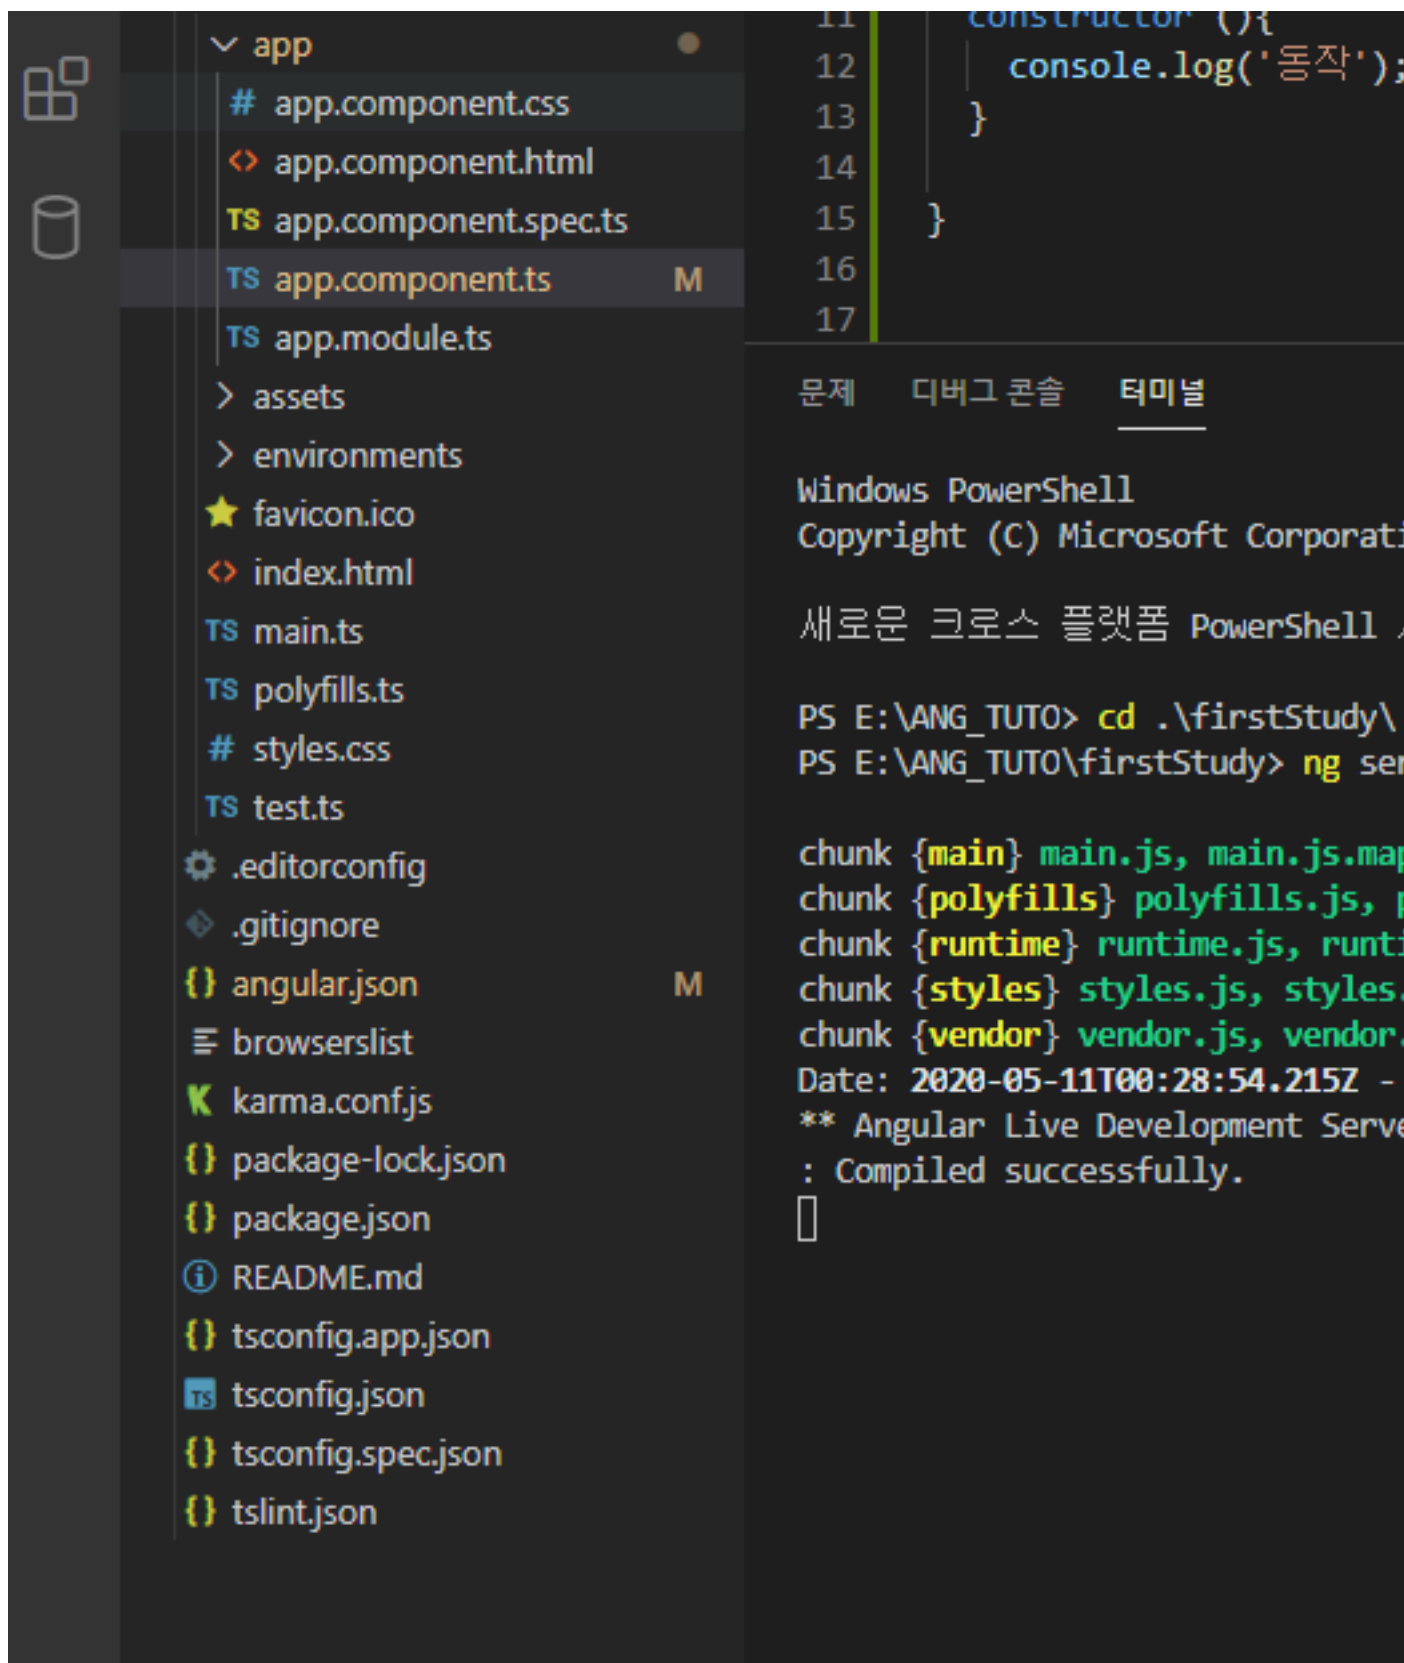 app
# app.component.css
<> app.component.html
TS app.component.spec.ts
TS app.component.ts M
TS app.module.ts
assets
environments
favicon.ico
<> index.html
TS main.ts
TS polyfills.ts
# styles.css
TS test.ts
.editorconfig
.gitignore
{} angular.json M
browserslist
K karma.conf.js
{} package-lock.json
{} package.json
README.md
{} tsconfig.app.json
TS tsconfig.json
{} tsconfig.spec.json
{} tslint.json
11 constructor (){
12 console.log('동작');
13 }
14
15 }
16
17
문제 디버그 콘솔 터미널
Windows PowerShell
Copyright (C) Microsoft Corporati
새로운 크로스 플랫폼 PowerShell
PS E:\ANG_TUTO> cd .\firstStudy\
PS E:\ANG_TUTO\firstStudy> ng ser
chunk {main} main.js, main.js.map
chunk {polyfills} polyfills.js, p
chunk {runtime} runtime.js, runti
chunk {styles} styles.js, styles.
chunk {vendor} vendor.js, vendor.
Date: 2020-05-11T00:28:54.215Z -
** Angular Live Development Serve
: Compiled successfully.